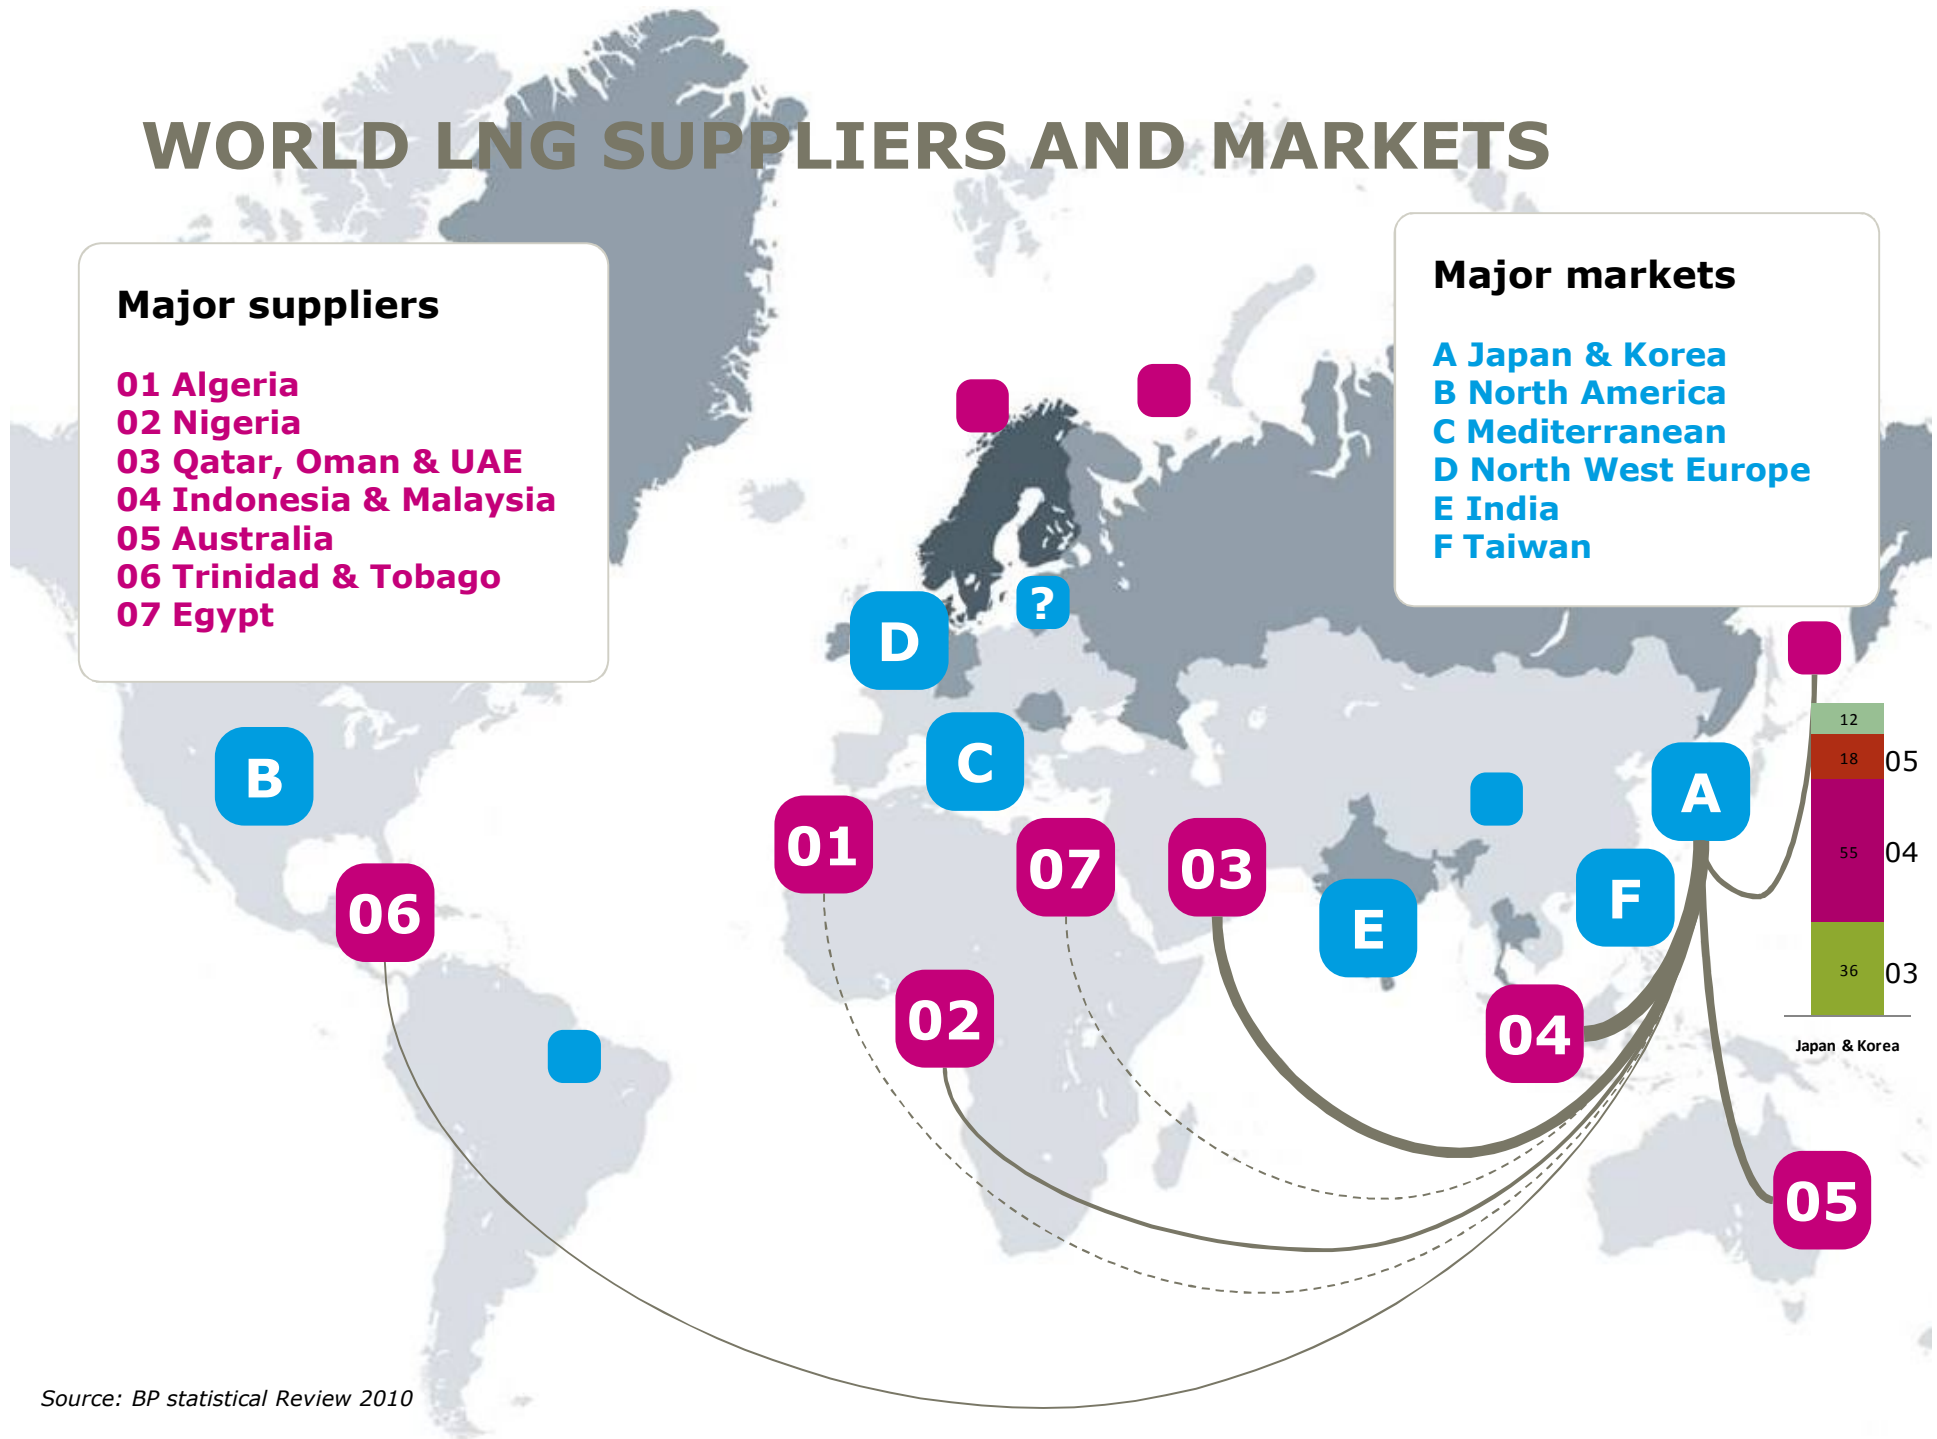 WORLD LNG SUPPLIERS AND MARKETS
Major suppliers
01 Algeria
02 Nigeria
03 Qatar, Oman & UAE
04 Indonesia & Malaysia
05 Australia
06 Trinidad & Tobago
07 Egypt
Major markets
A Japan & Korea
B North America
C Mediterranean
D North West Europe
E India
F Taiwan
?
D
B
C
A
01
07
03
06
E
F
02
04
05
12
18 05
55 04
36 03
Japan & Korea
Source: BP statistical Review 2010